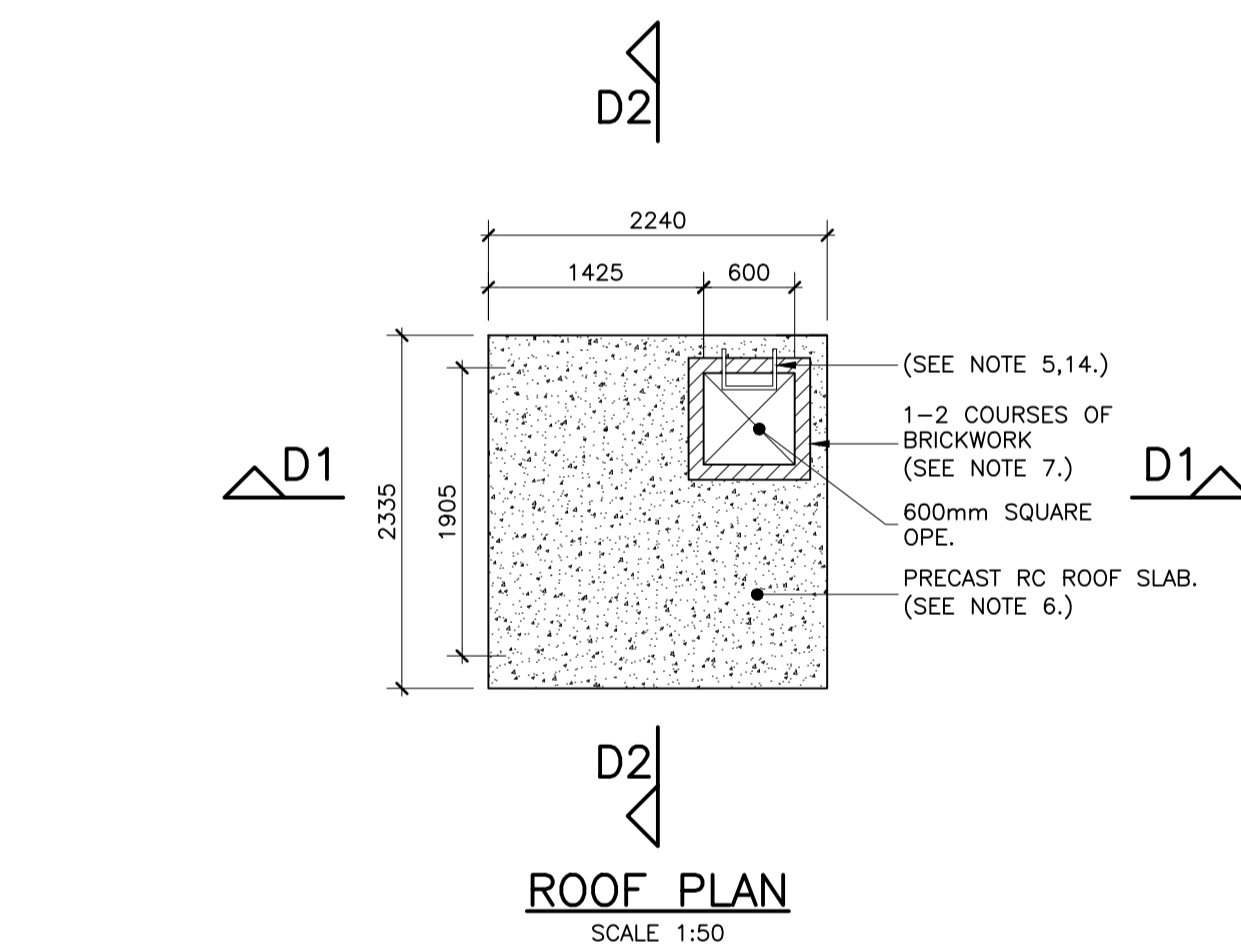 D2
2240
1425
600
(SEE NOTE 5,14.)
1-2 COURSES OF
BRICKWORK
(SEE NOTE 7.)
D1
D1
2335
1905
600mm SQUARE
OPE.
PRECAST RC ROOF SLAB.
(SEE NOTE 6.)
D2
ROOF PLAN
SCALE 1:50